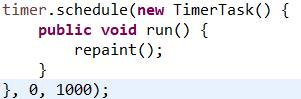 timer.schedule(new TimerTask() {
    public void run() {
        repaint();
    }
}, 0, 1000);